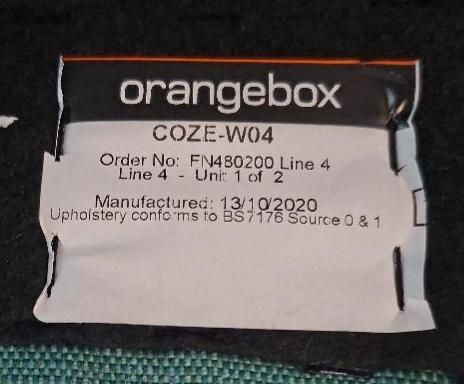 orangebox
COZE-W04
Order No: FN480200 Line 4
Line 4 - Unit 1 of 2
Manufactured: 13/10/2020
Upholstery conforms to BS7176 Source 0 & 1